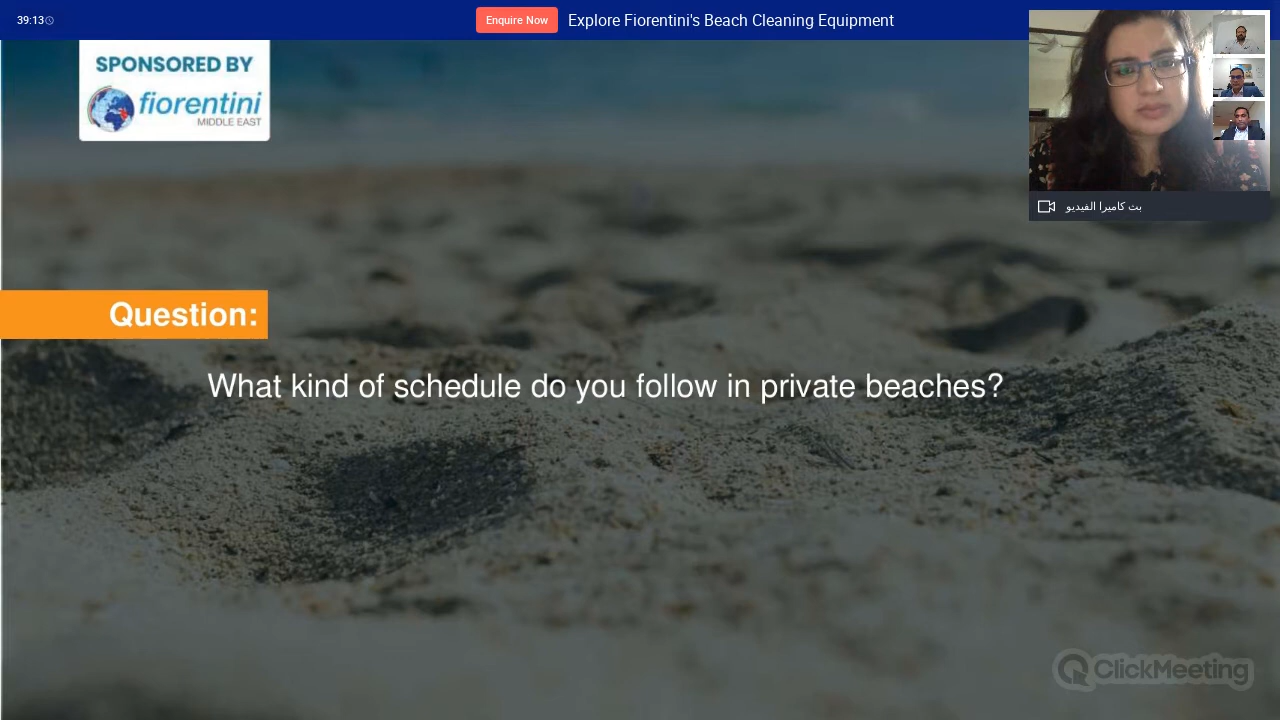 39:13
Enquire Now
Explore Fiorentini's Beach Cleaning Equipment
SPONSORED BY
fiorentini
MIDDLE EAST
بث كاميرا الفيديو
Question:
What kind of schedule do you follow in private beaches?
ClickMeeting